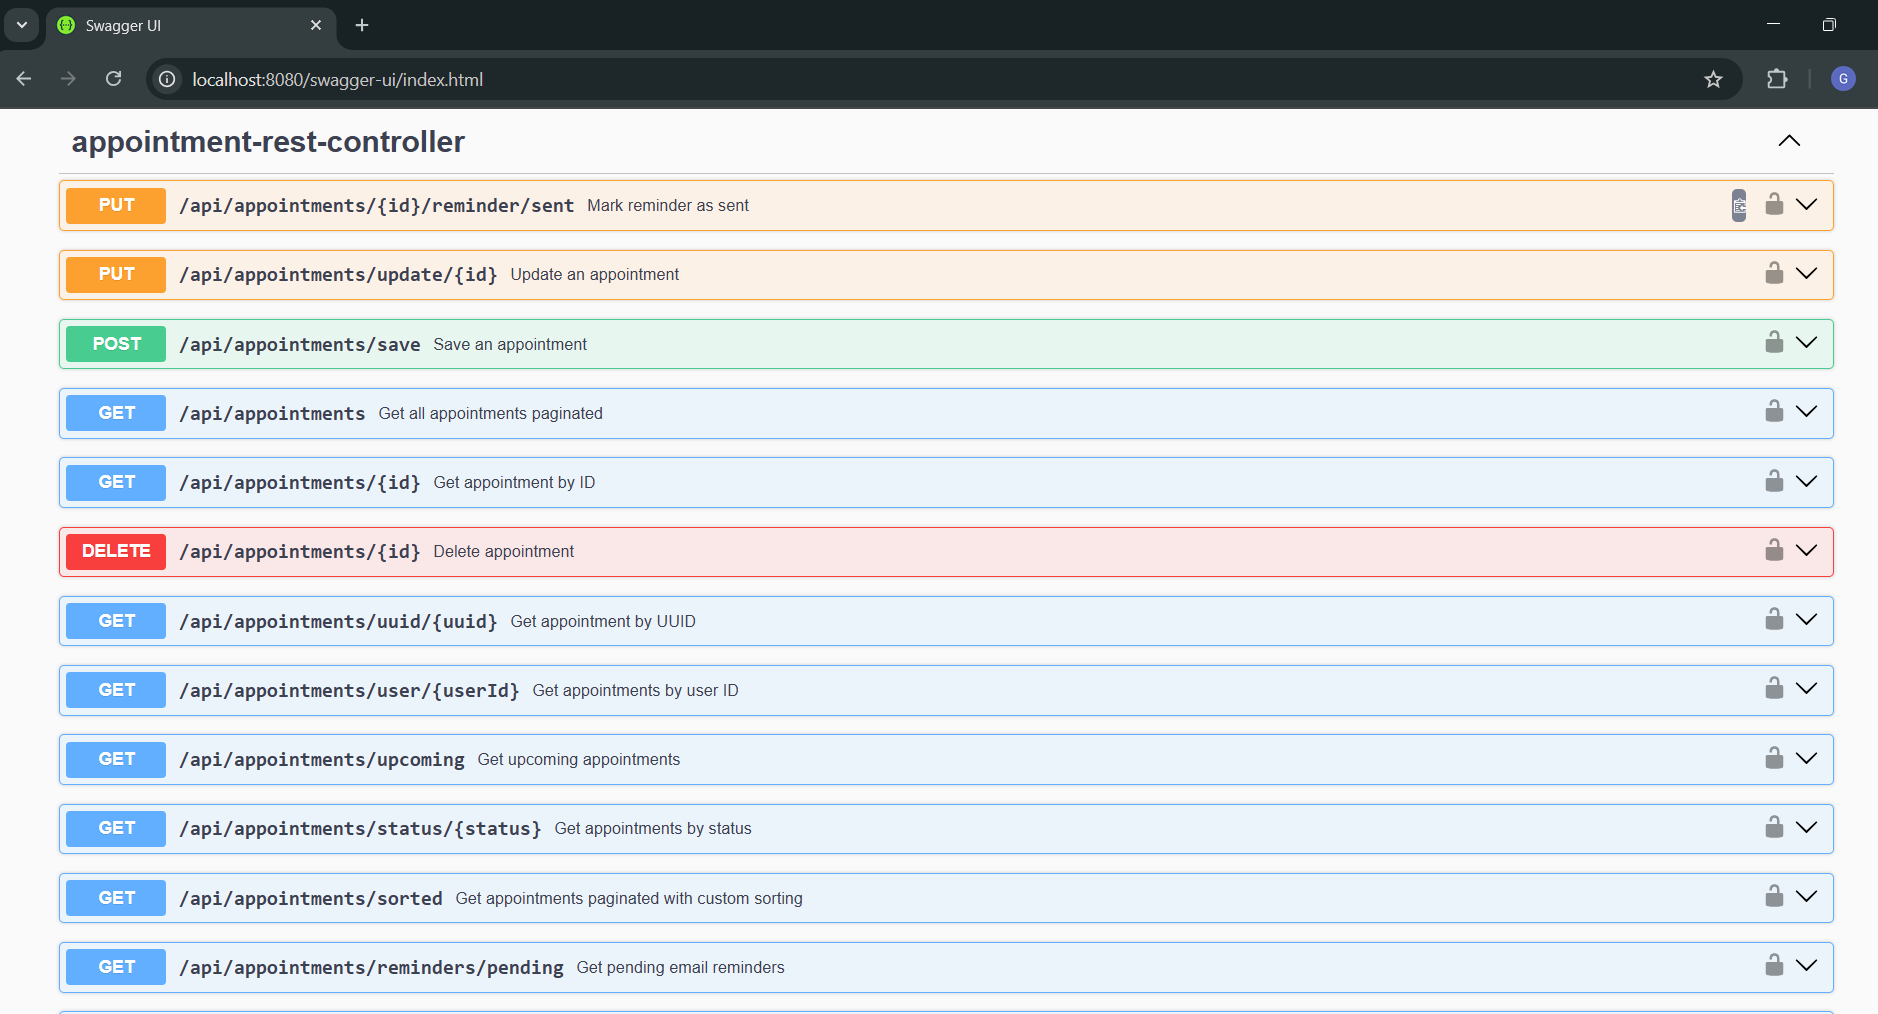 Swagger UI
localhost:8080/swagger-ui/index.html
G
appointment-rest-controller
PUT /api/appointments/{id}/reminder/sent Mark reminder as sent
PUT /api/appointments/update/{id} Update an appointment
POST /api/appointments/save Save an appointment
GET /api/appointments Get all appointments paginated
GET /api/appointments/{id} Get appointment by ID
DELETE /api/appointments/{id} Delete appointment
GET /api/appointments/uuid/{uuid} Get appointment by UUID
GET /api/appointments/user/{userId} Get appointments by user ID
GET /api/appointments/upcoming Get upcoming appointments
GET /api/appointments/status/{status} Get appointments by status
GET /api/appointments/sorted Get appointments paginated with custom sorting
GET /api/appointments/reminders/pending Get pending email reminders